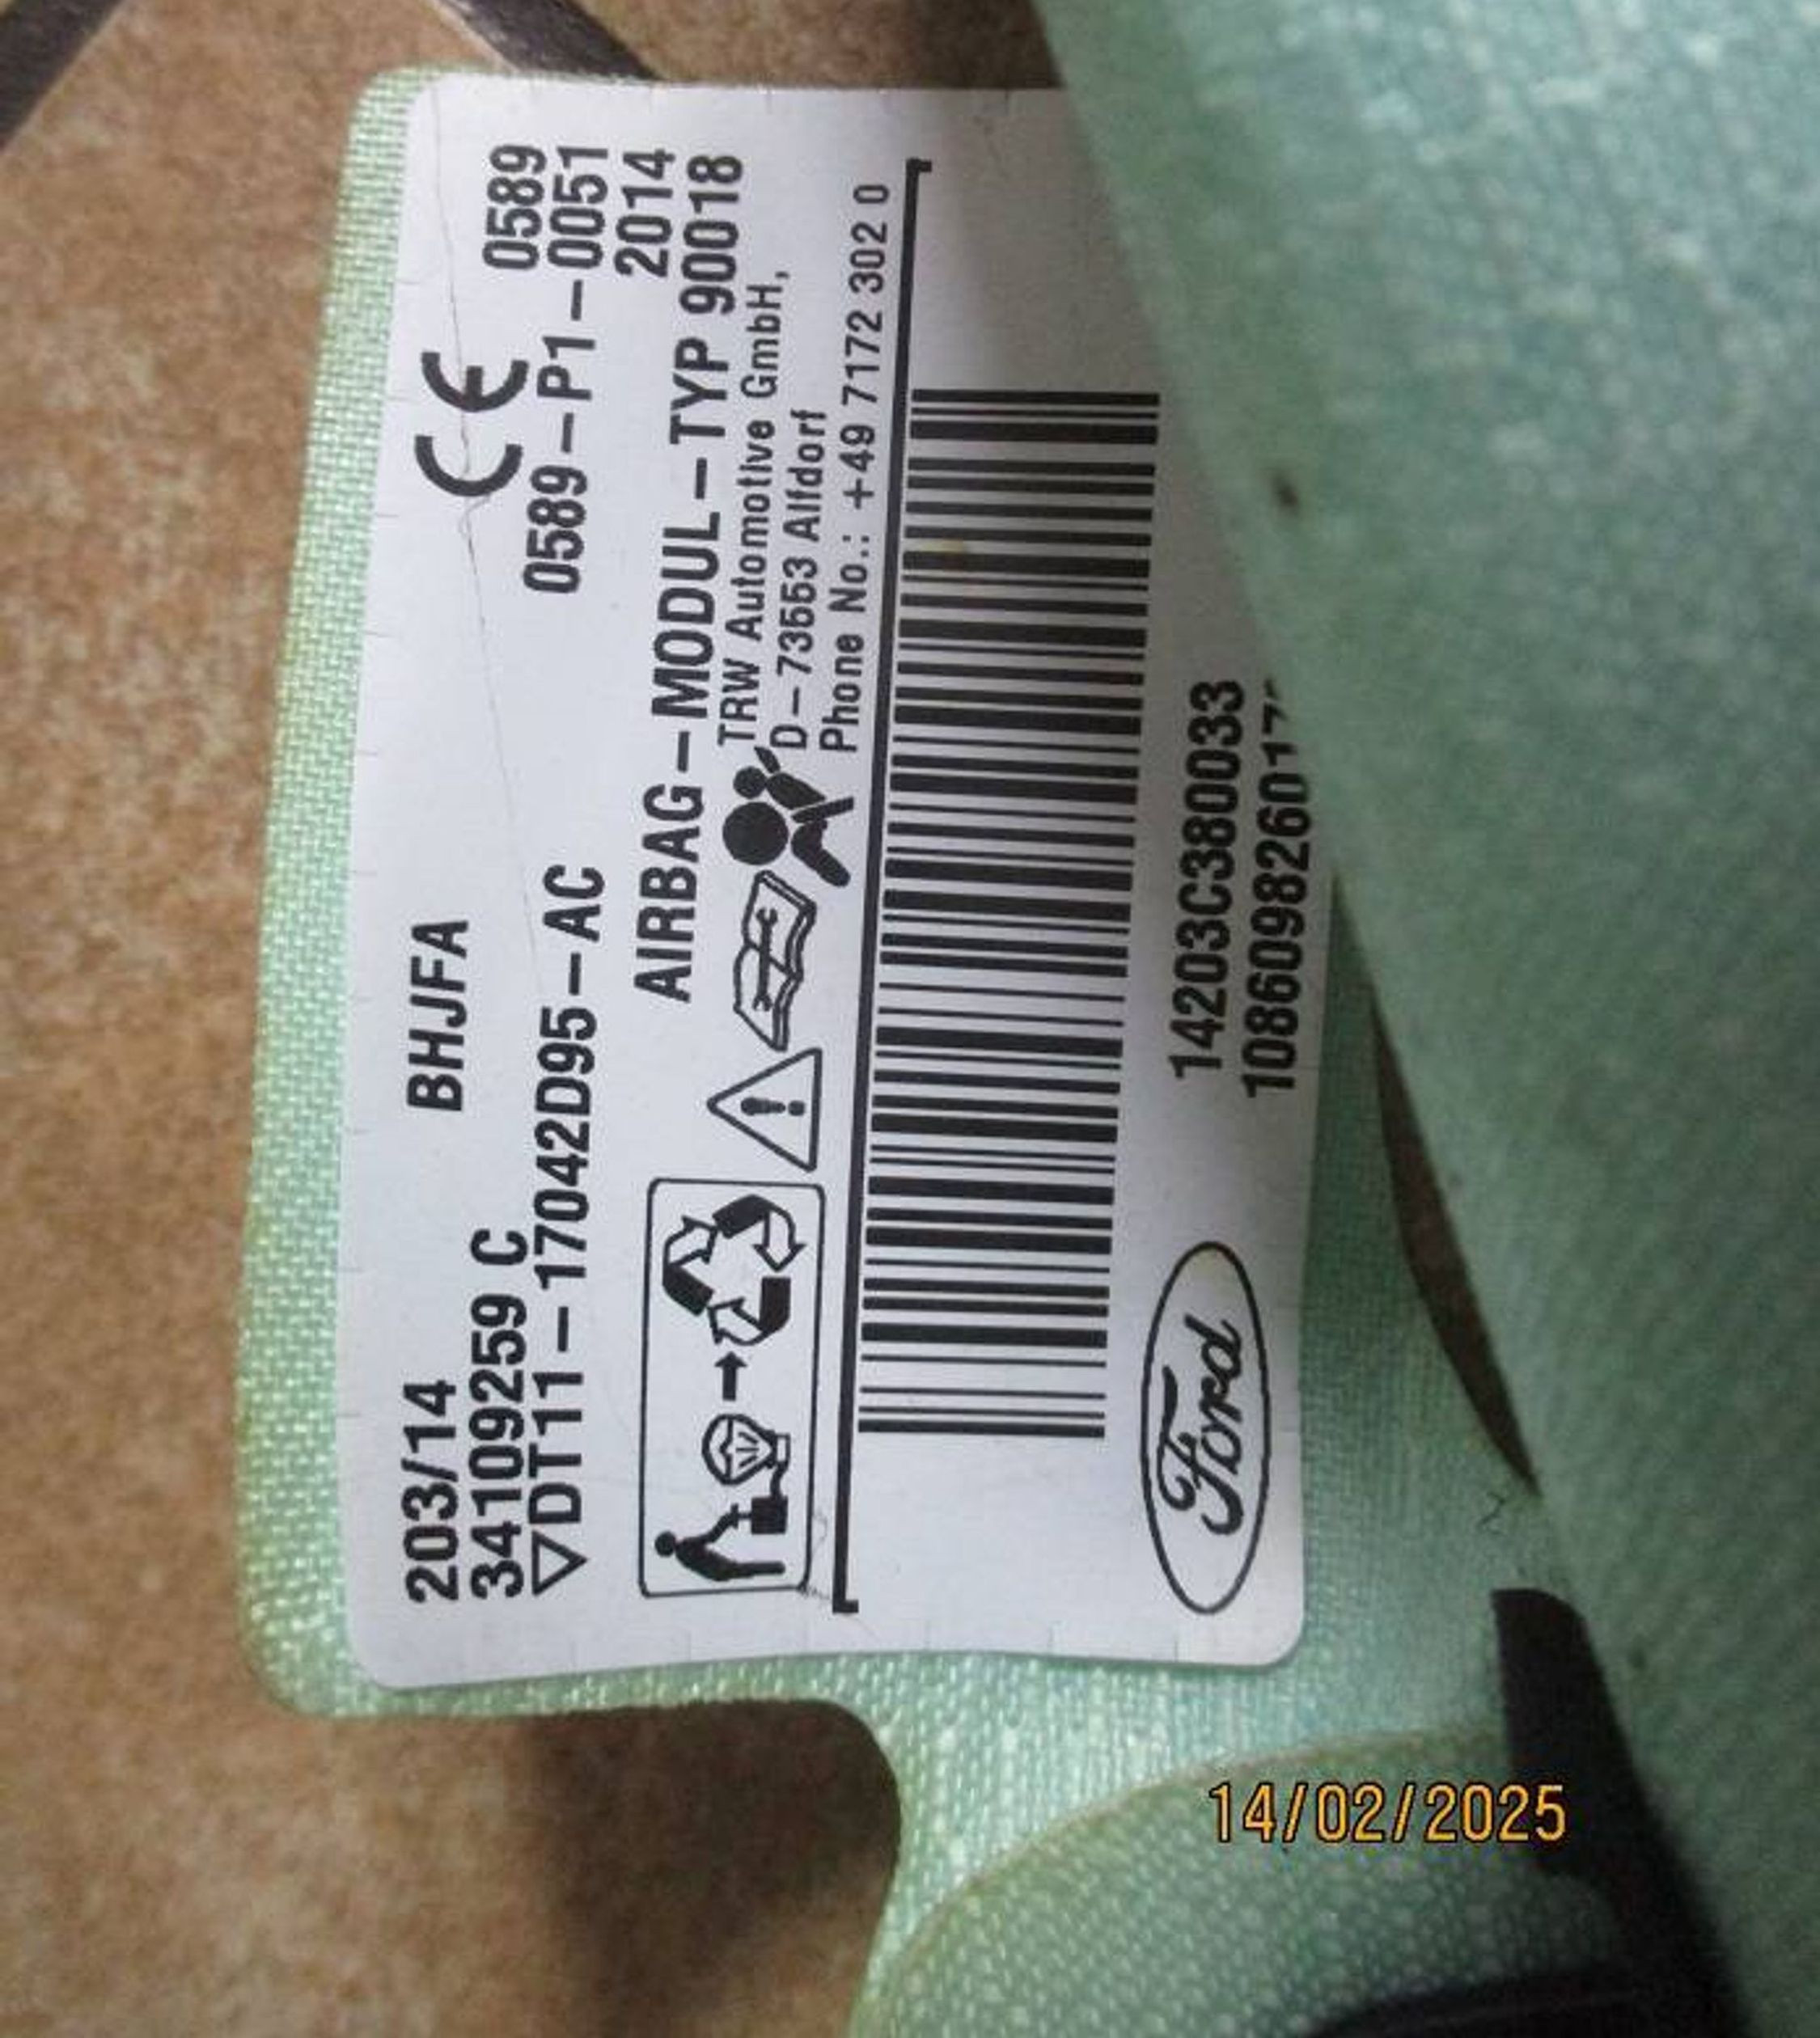 203/14 BHJFA
34109259 C CE 0589
▽DT11-17042D95-AC 0589-P1-0051
2014
AIRBAG-MODUL-TYP 90018
TRW Automotive GmbH,
D-73553 Alfdorf
Phone No.: +49 7172 302 0
14203C380033
Ford
14/02/2025